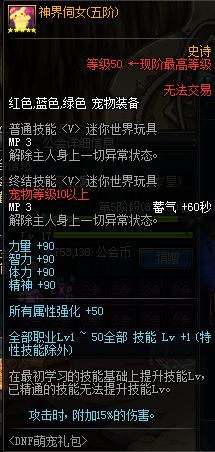 神界伺女(五阶)
史诗
等级50 ←现阶最高等级
无法交易
红色,蓝色,绿色 宠物装备
普通技能 <V> 迷你世界玩具
MP 3
解除主人身上一切异常状态。
终结技能 <V> 迷你世界玩具
宠物等级10以上
MP 3 蓄气 +60秒
解除主人身上一切异常状态。
力量 +90
智力 +90
体力 +90
精神 +90
所有属性强化 +50
全部职业Lv1 ~ 50全部 技能 Lv +1 (特
性技能除外)
在最初学习的技能基础上提升技能Lv,
已精通的技能无法提升技能Lv。
攻击时, 附加15%的伤害。
<DNF萌宠礼包>